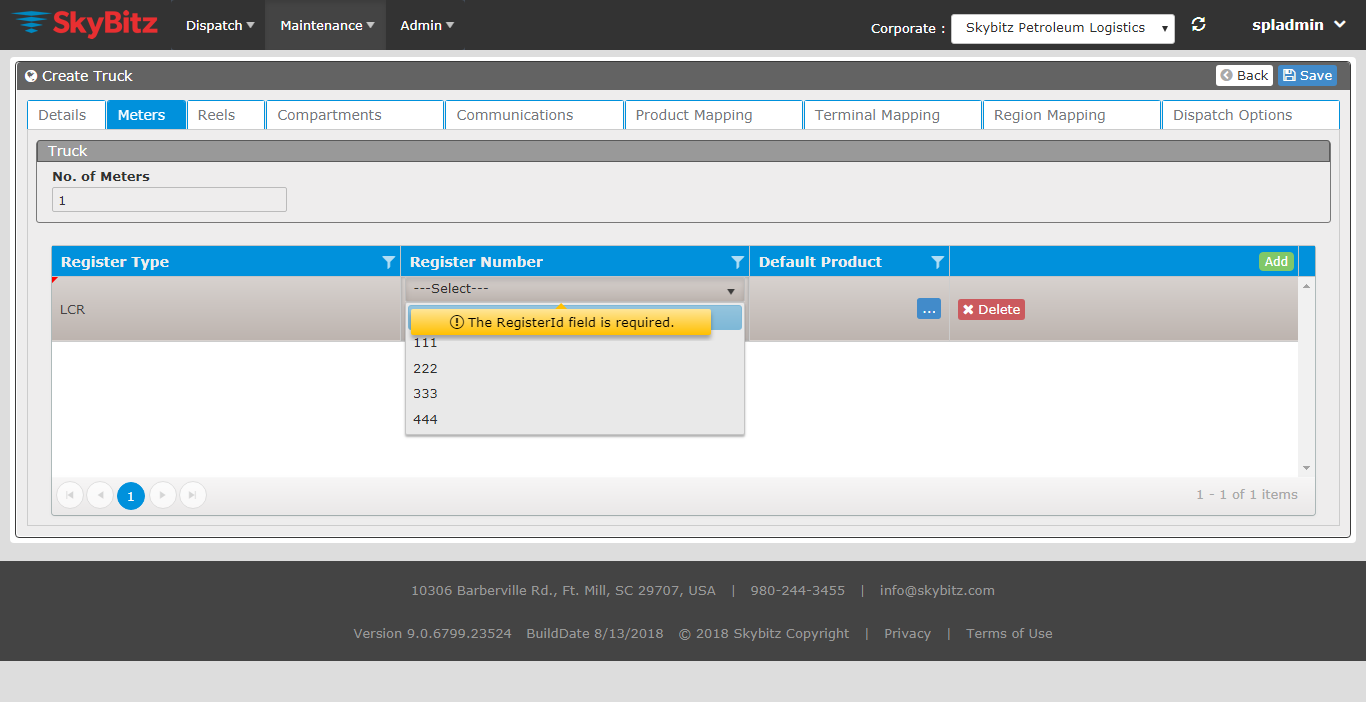 SkyBitz Dispatch Maintenance Admin Corporate : Skybitz Petroleum Logistics spladmin
Create Truck Back Save
Details Meters Reels Compartments Communications Product Mapping Terminal Mapping Region Mapping Dispatch Options
Truck
No. of Meters
1
Register Type Register Number Default Product Add
---Select---
LCR ... Delete
The RegisterId field is required.
111
222
333
444
1 1 - 1 of 1 items
10306 Barberville Rd., Ft. Mill, SC 29707, USA | 980-244-3455 | info@skybitz.com
Version 9.0.6799.23524 BuildDate 8/13/2018 © 2018 Skybitz Copyright | Privacy | Terms of Use